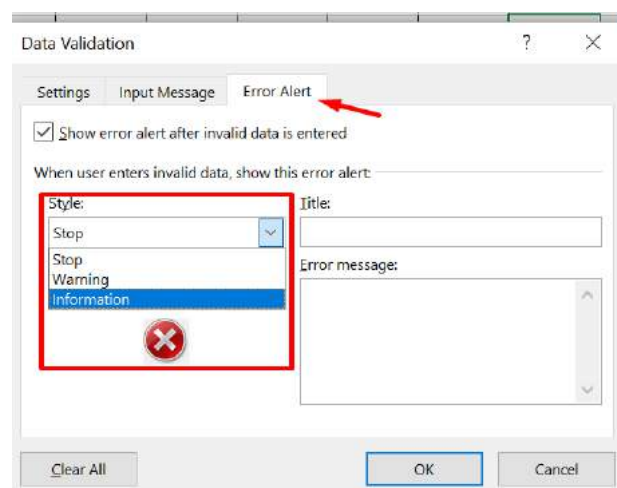 Data Validation
?
Settings
Input Message
Error Alert
Show error alert after invalid data is entered
When user enters invalid data, show this error alert:
Style:
Title:
Stop
Stop
Warning
Information
Error message:
Clear All
OK
Cancel